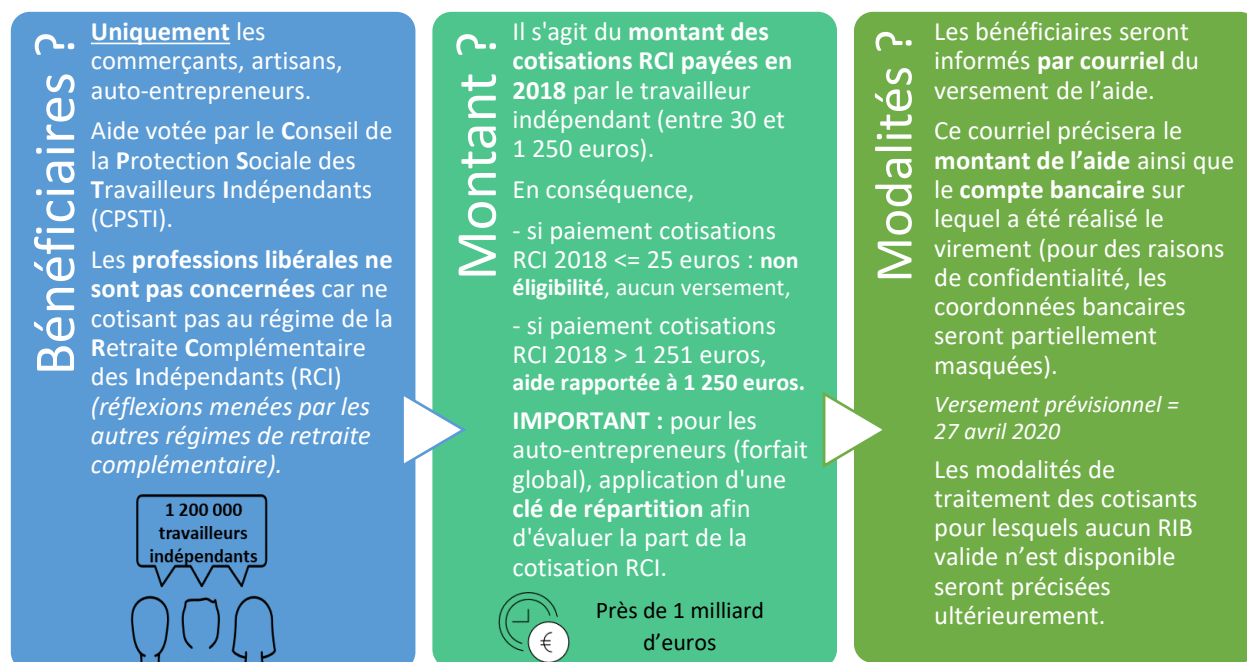 Bénéficiaires ?
Uniquement les
commerçants, artisans,
auto-entrepreneurs.
Aide votée par le Conseil de
la Protection Sociale des
Travailleurs Indépendants
(CPSTI).
Les professions libérales ne
sont pas concernées car ne
cotisant pas au régime de la
Retraite Complémentaire
des Indépendants (RCI)
(réflexions menées par les
autres régimes de retraite
complémentaire).
1 200 000
travailleurs
indépendants
Montant ?
Il s'agit du montant des
cotisations RCI payées en
2018 par le travailleur
indépendant (entre 30 et
1 250 euros).
En conséquence,
- si paiement cotisations
RCI 2018 <= 25 euros : non
éligibilité, aucun versement,
- si paiement cotisations
RCI 2018 > 1 251 euros,
aide rapportée à 1 250 euros.
IMPORTANT : pour les
auto-entrepreneurs (forfait
global), application d'une
clé de répartition afin
d'évaluer la part de la
cotisation RCI.
€
Près de 1 milliard
d’euros
Modalités ?
Les bénéficiaires seront
informés par courriel du
versement de l’aide.
Ce courriel précisera le
montant de l’aide ainsi que
le compte bancaire sur
lequel a été réalisé le
virement (pour des raisons
de confidentialité, les
coordonnées bancaires
seront partiellement
masquées).
Versement prévisionnel =
27 avril 2020
Les modalités de
traitement des cotisants
pour lesquels aucun RIB
valide n’est disponible
seront précisées
ultérieurement.